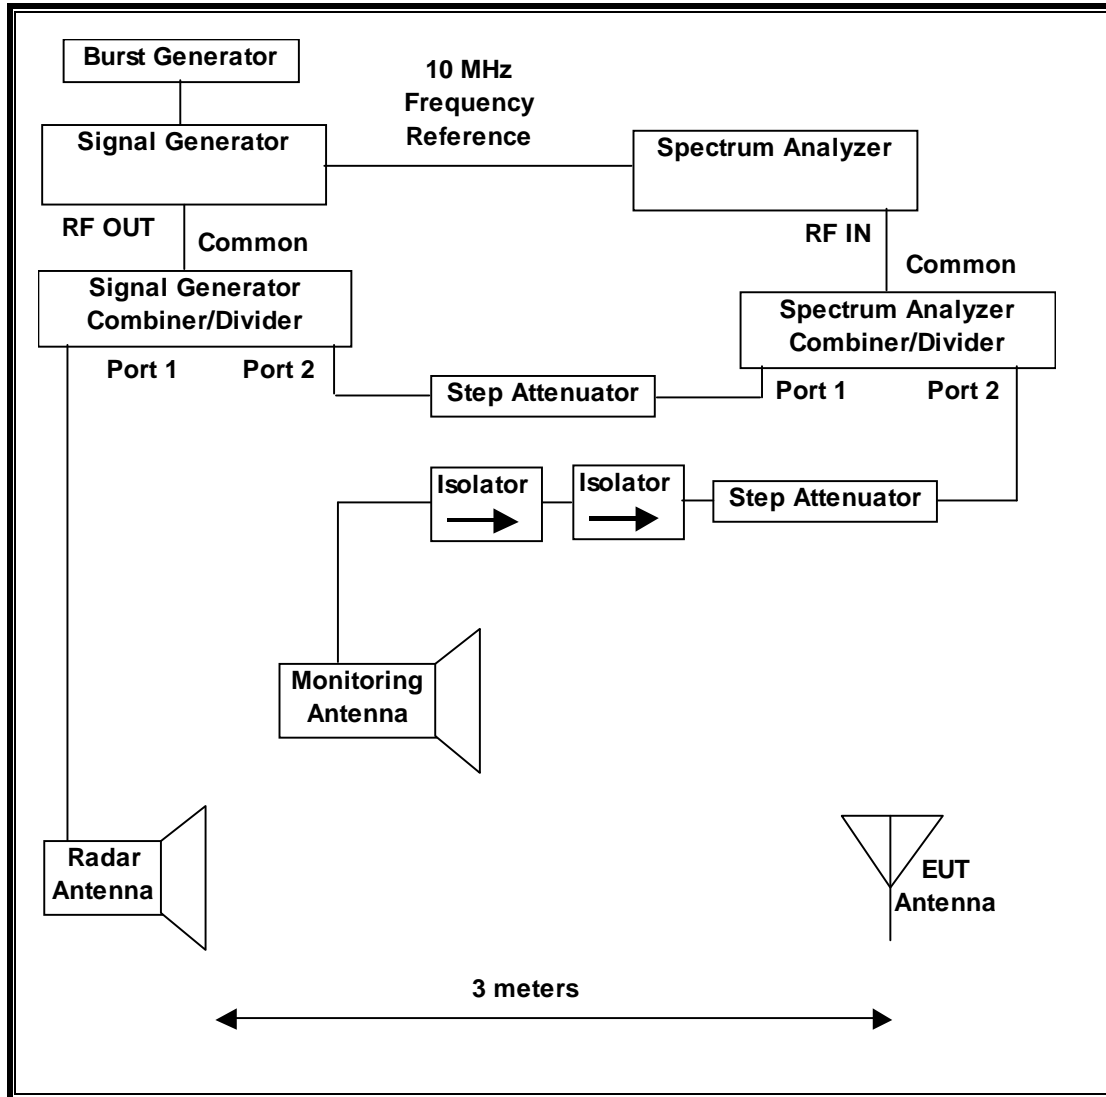 Burst Generator
10 MHz
Frequency
Reference
Signal Generator
Spectrum Analyzer
RF OUT
Common
RF IN
Common
Signal Generator
Combiner/Divider
Spectrum Analyzer
Combiner/Divider
Port 1
Port 2
Step Attenuator
Port 1
Port 2
Isolator
Isolator
Step Attenuator
Monitoring
Antenna
Radar
Antenna
EUT
Antenna
3 meters